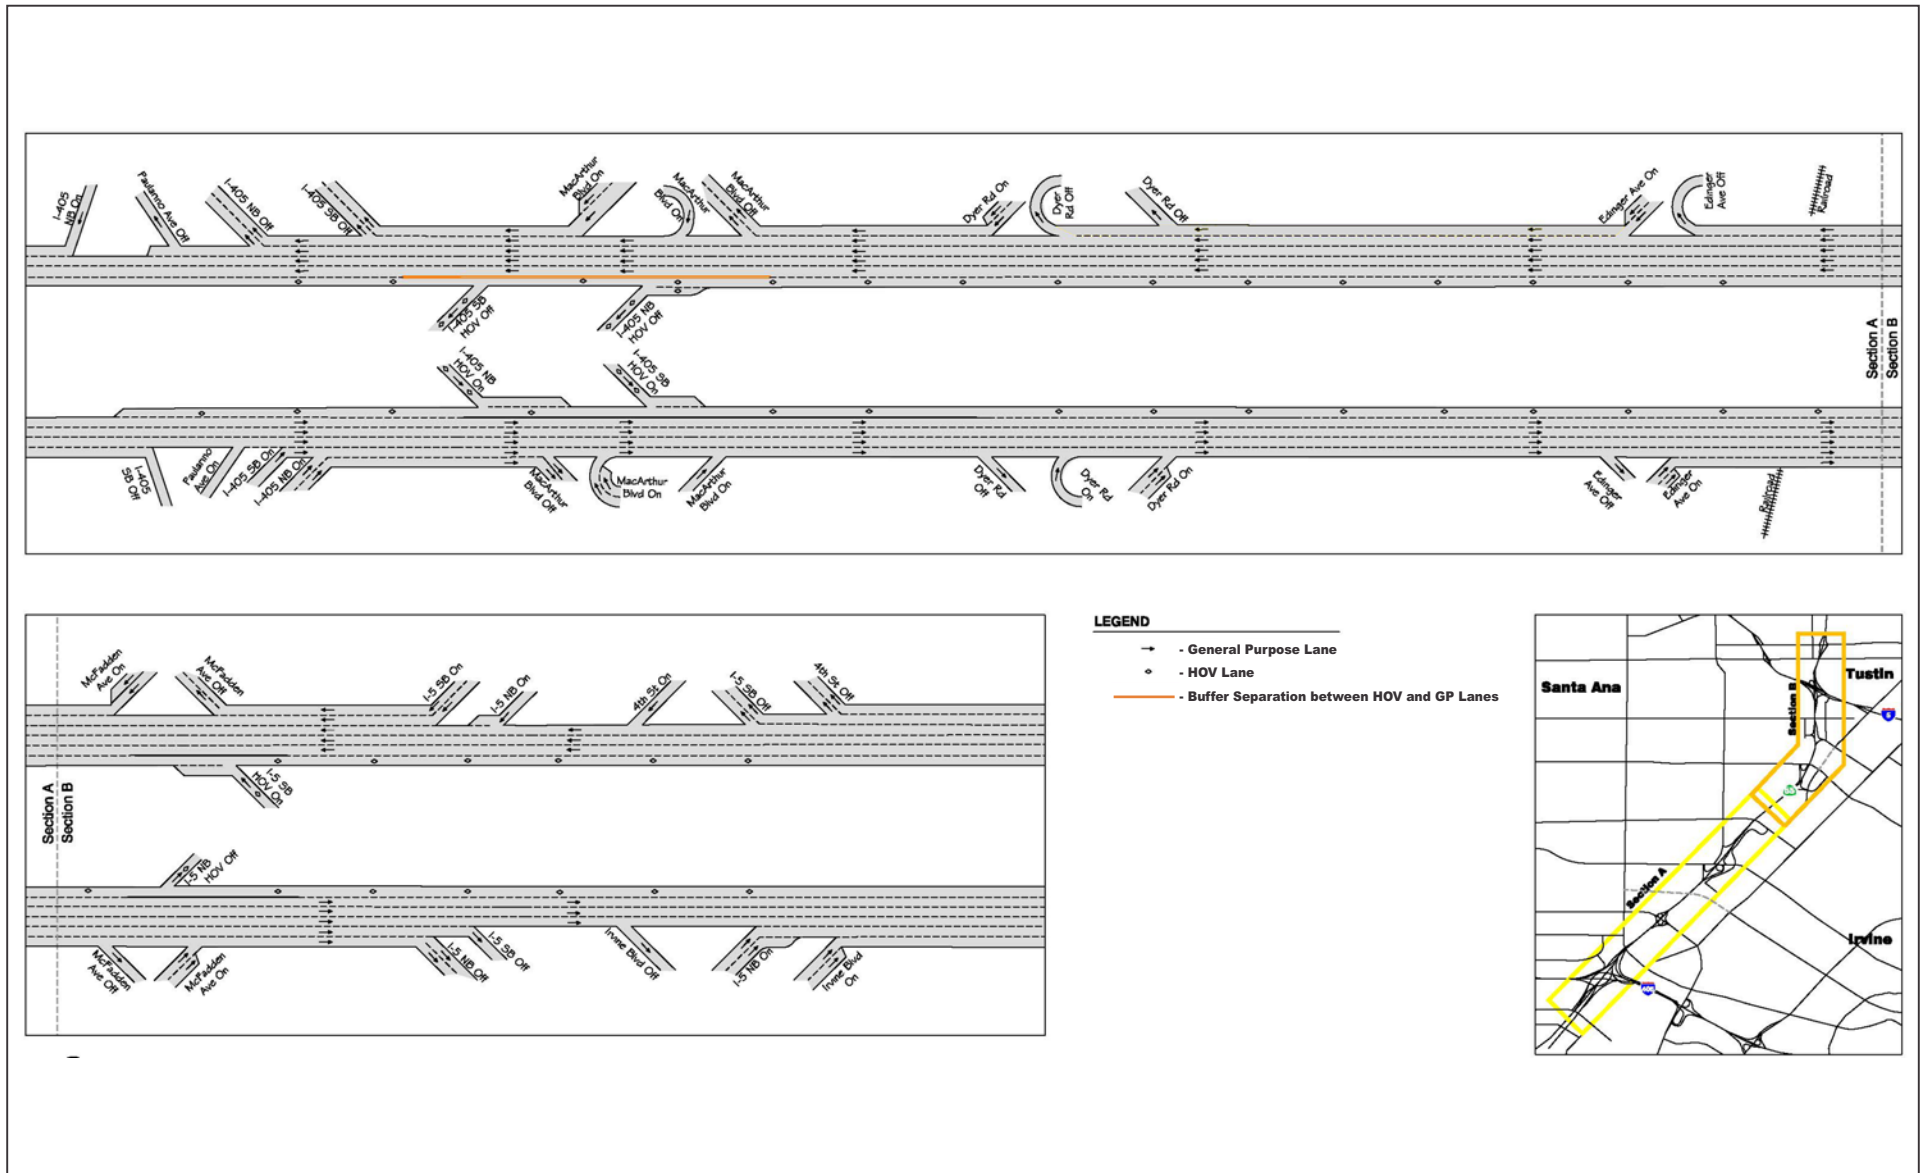 I-405
NB On
Paularino Ave Off
I-405 NB Off
I-405 SB Off
MacArthur
Blvd On
MacArthur
Blvd On
MacArthur
Blvd Off
Dyer Rd On
Dyer
Rd Off
Dyer Rd Off
Edinger Ave On
Edinger
Ave Off
Railroad
I-405 SB
HOV Off
I-405 NB
HOV Off
I-405 NB
HOV On
I-405 SB
HOV On
Section A
Section B
I-405
SB Off
Paularino
Ave On
I-405 SB On
I-405 NB On
MacArthur
Blvd Off
MacArthur
Blvd On
MacArthur
Blvd On
Dyer Rd
Off
Dyer Rd
On
Dyer Rd On
Edinger
Ave Off
Edinger
Ave On
Railroad
McFadden
Ave On
McFadden
Ave Off
I-5 SB On
I-5 NB On
4th St On
I-5 SB Off
4th St Off
I-5 SB
HOV On
Section A
Section B
I-5 NB
HOV Off
McFadden
Ave Off
McFadden
Ave On
I-5 NB Off
I-5 SB Off
Irvine Blvd Off
I-5 NB On
Irvine Blvd
On
LEGEND
- General Purpose Lane
- HOV Lane
- Buffer Separation between HOV and GP Lanes
Santa Ana
Tustin
Section B
5
55
Section A
Irvine
405